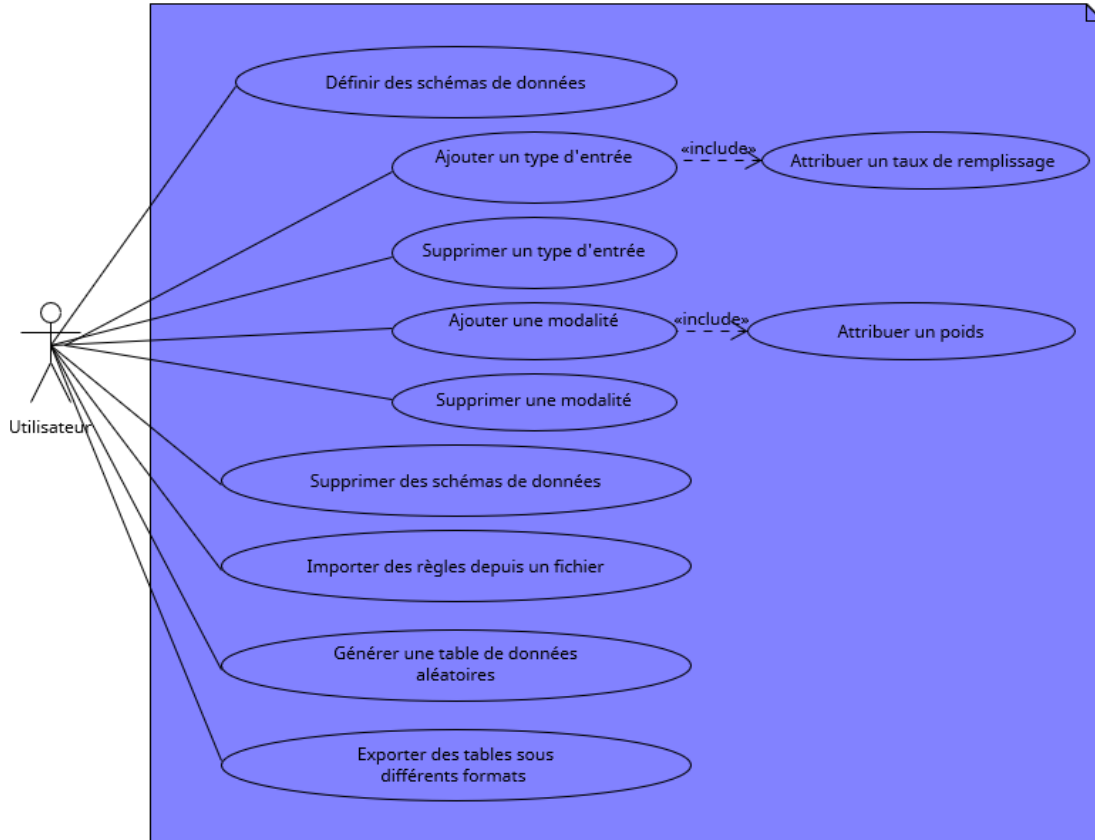 Définir des schémas de données
Ajouter un type d'entrée
«include»
Attribuer un taux de remplissage
Supprimer un type d'entrée
Ajouter une modalité
«include»
Attribuer un poids
Supprimer une modalité
Utilisateur
Supprimer des schémas de données
Importer des règles depuis un fichier
Générer une table de données
aléatoires
Exporter des tables sous
différents formats